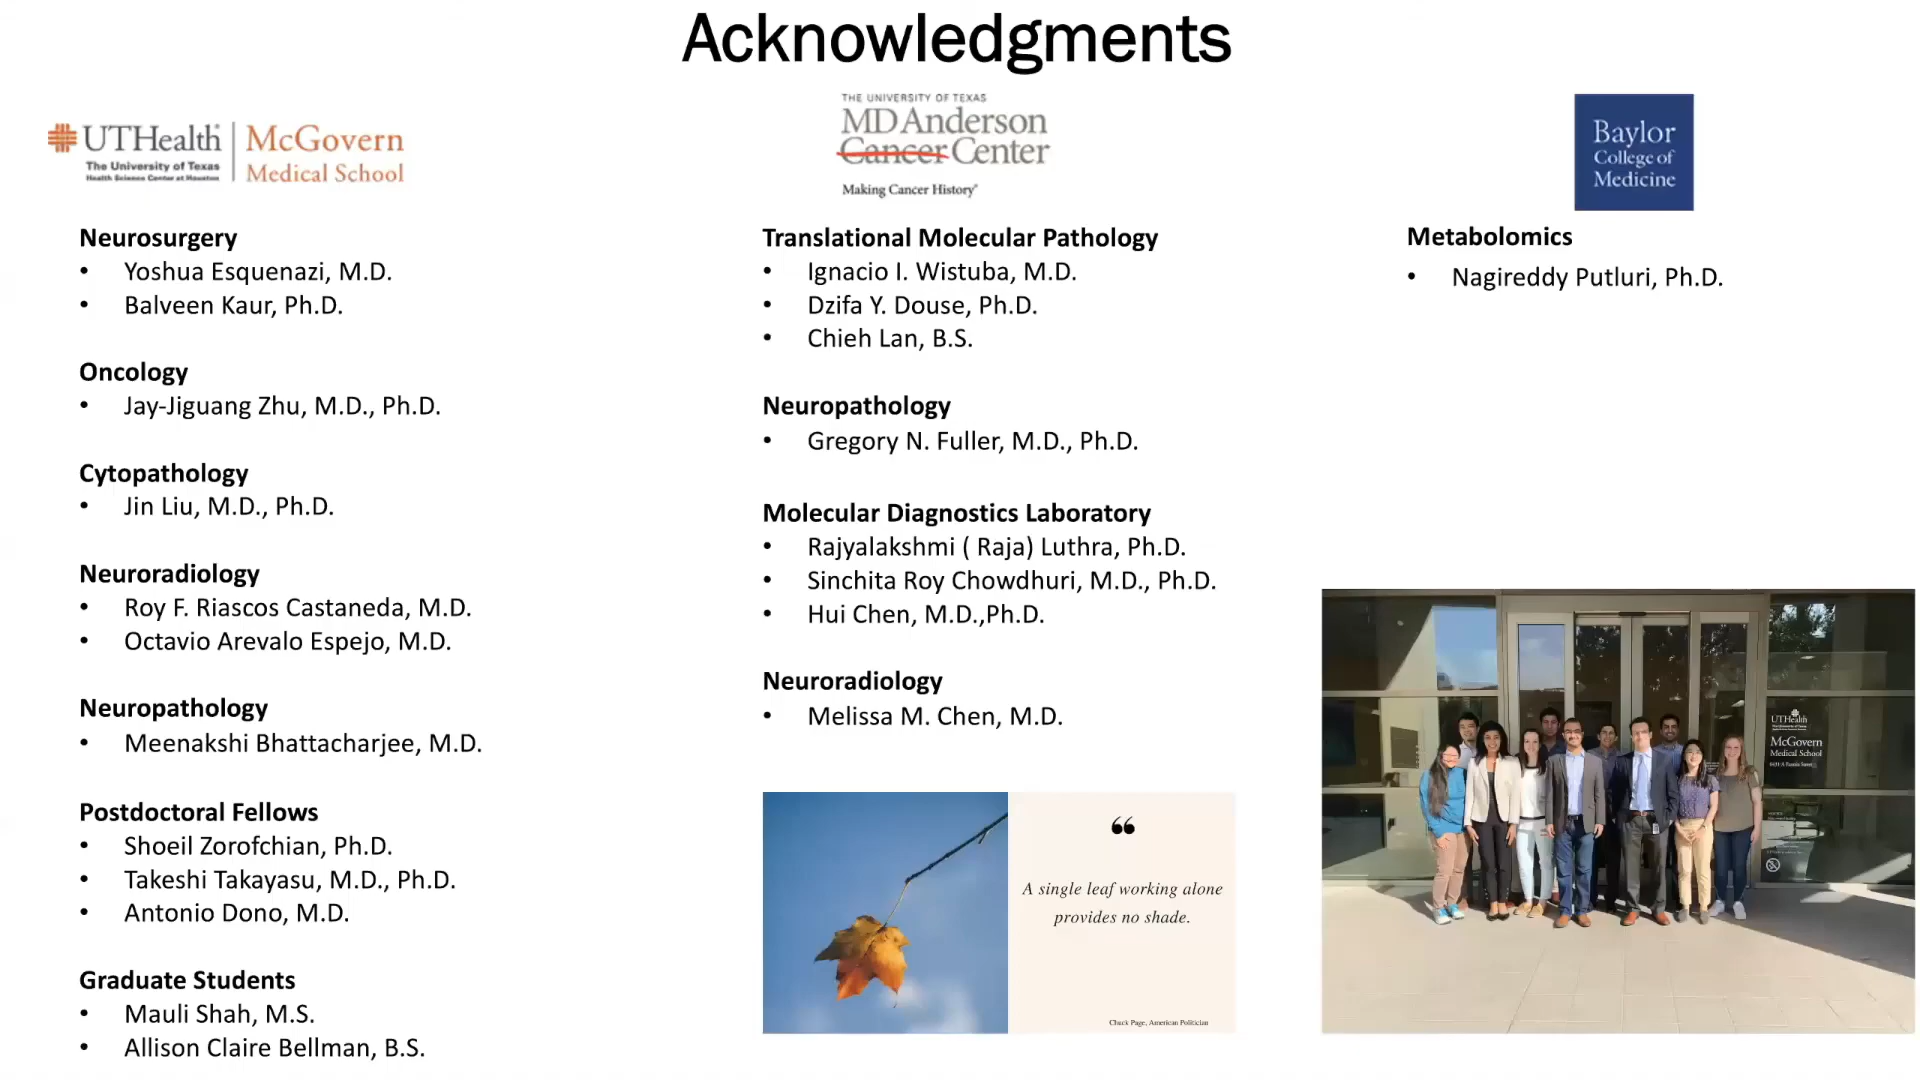 Acknowledgments
UTHealth
The University of Texas
Health Science Center at Houston
McGovern
Medical School
Neurosurgery
• Yoshua Esquenazi, M.D.
• Balveen Kaur, Ph.D.
Oncology
• Jay-Jiguang Zhu, M.D., Ph.D.
Cytopathology
• Jin Liu, M.D., Ph.D.
Neuroradiology
• Roy F. Riascos Castaneda, M.D.
• Octavio Arevalo Espejo, M.D.
Neuropathology
• Meenakshi Bhattacharjee, M.D.
Postdoctoral Fellows
• Shoeil Zorofchian, Ph.D.
• Takeshi Takayasu, M.D., Ph.D.
• Antonio Dono, M.D.
Graduate Students
• Mauli Shah, M.S.
• Allison Claire Bellman, B.S.
THE UNIVERSITY OF TEXAS
MD Anderson
Cancer Center
Making Cancer History®
Translational Molecular Pathology
• Ignacio I. Wistuba, M.D.
• Dzifa Y. Douse, Ph.D.
• Chieh Lan, B.S.
Neuropathology
• Gregory N. Fuller, M.D., Ph.D.
Molecular Diagnostics Laboratory
• Rajyalakshmi ( Raja) Luthra, Ph.D.
• Sinchita Roy Chowdhuri, M.D., Ph.D.
• Hui Chen, M.D.,Ph.D.
Neuroradiology
• Melissa M. Chen, M.D.
“
A single leaf working alone
provides no shade.
Chuck Page, American Politician
Baylor
College of
Medicine
Metabolomics
• Nagireddy Putluri, Ph.D.
UTHealth
McGovern
Medical School